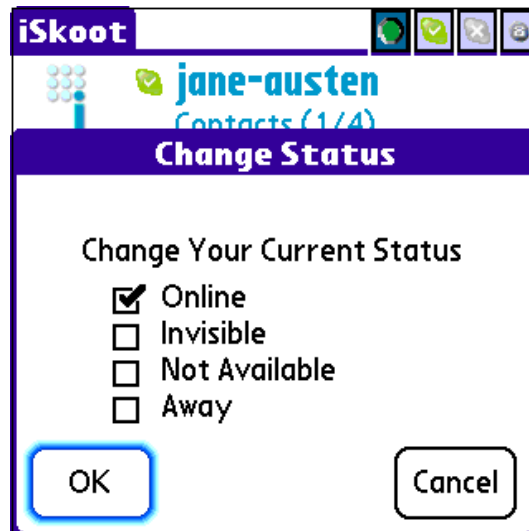 iSkoot
jane-austen
Contacts (1/4)
Change Status
Change Your Current Status
Online
Invisible
Not Available
Away
OK
Cancel